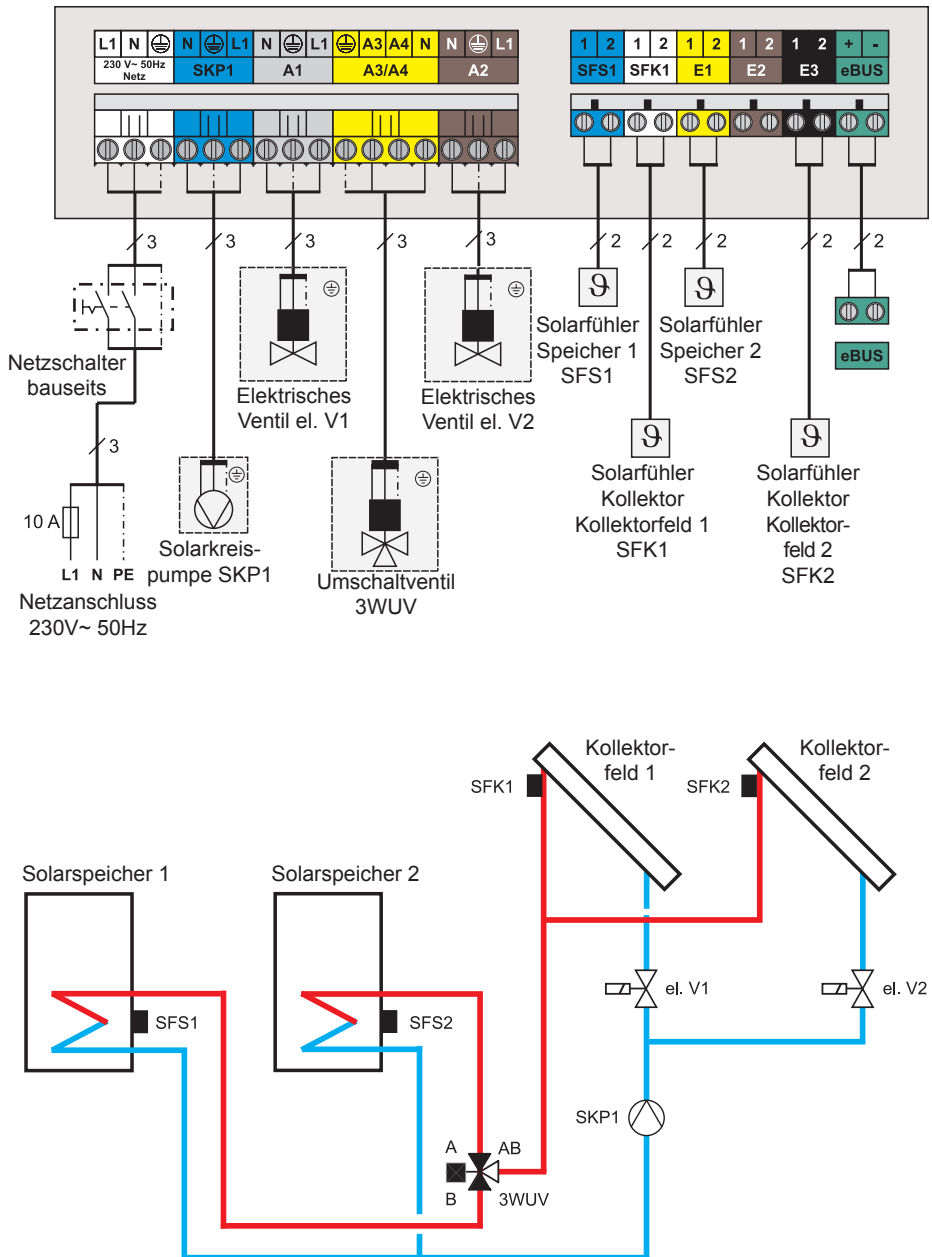 L1 N N L1 N L1 A3 A4 N N L1
230 V~ 50Hz
Netz
SKP1 A1 A3/A4 A2
1 2 1 2 1 2 1 2 1 2 + -
SFS1 SFK1 E1 E2 E3 eBUS
3 3 3 3 3 2 2 2 2 2
Netzschalter
bauseits
3
10 A
L1 N PE
Netzanschluss
230V~ 50Hz
Solarkreis-
pumpe SKP1
Elektrisches
Ventil el. V1
Umschaltventil
3WUV
Elektrisches
Ventil el. V2
ϑ
Solarfühler
Speicher 1
SFS1
ϑ
Solarfühler
Speicher 2
SFS2
eBUS
ϑ
Solarfühler
Kollektor
Kollektorfeld 1
SFK1
ϑ
Solarfühler
Kollektor
Kollektor-
feld 2
SFK2
Kollektor-
feld 1
Kollektor-
feld 2
SFK1
SFK2
Solarspeicher 1
Solarspeicher 2
el. V1
el. V2
SFS1
SFS2
SKP1
A AB
B 3WUV